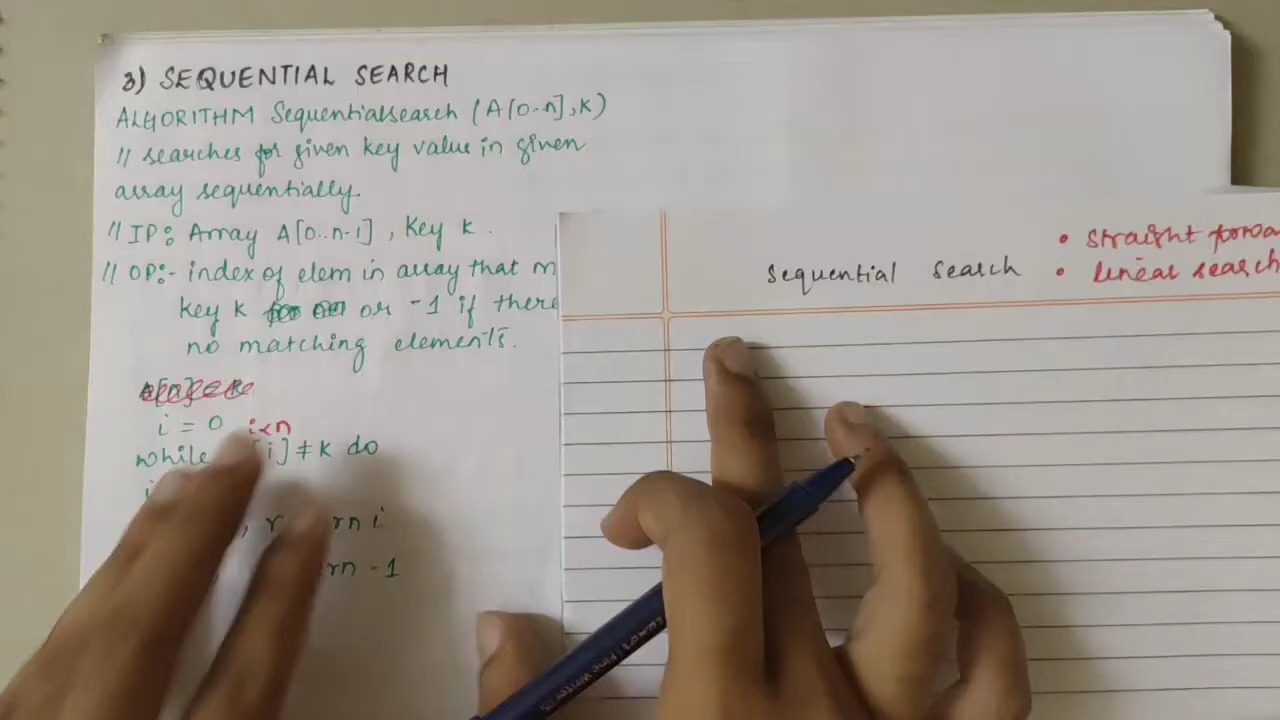 3) SEQUENTIAL SEARCH
ALGORITHM Sequentialsearch (A[0..n], K)
// searches for given key value in given
array sequentially.
// IP: Array A[0..n-1], Key k.
// OP:- index of elem in array that m
key k or -1 if there
no matching elements.
i = 0 i<n
while [i] ≠ k do
i
rn i
rn -1
Sequential Search
• straight forwa
• linear search